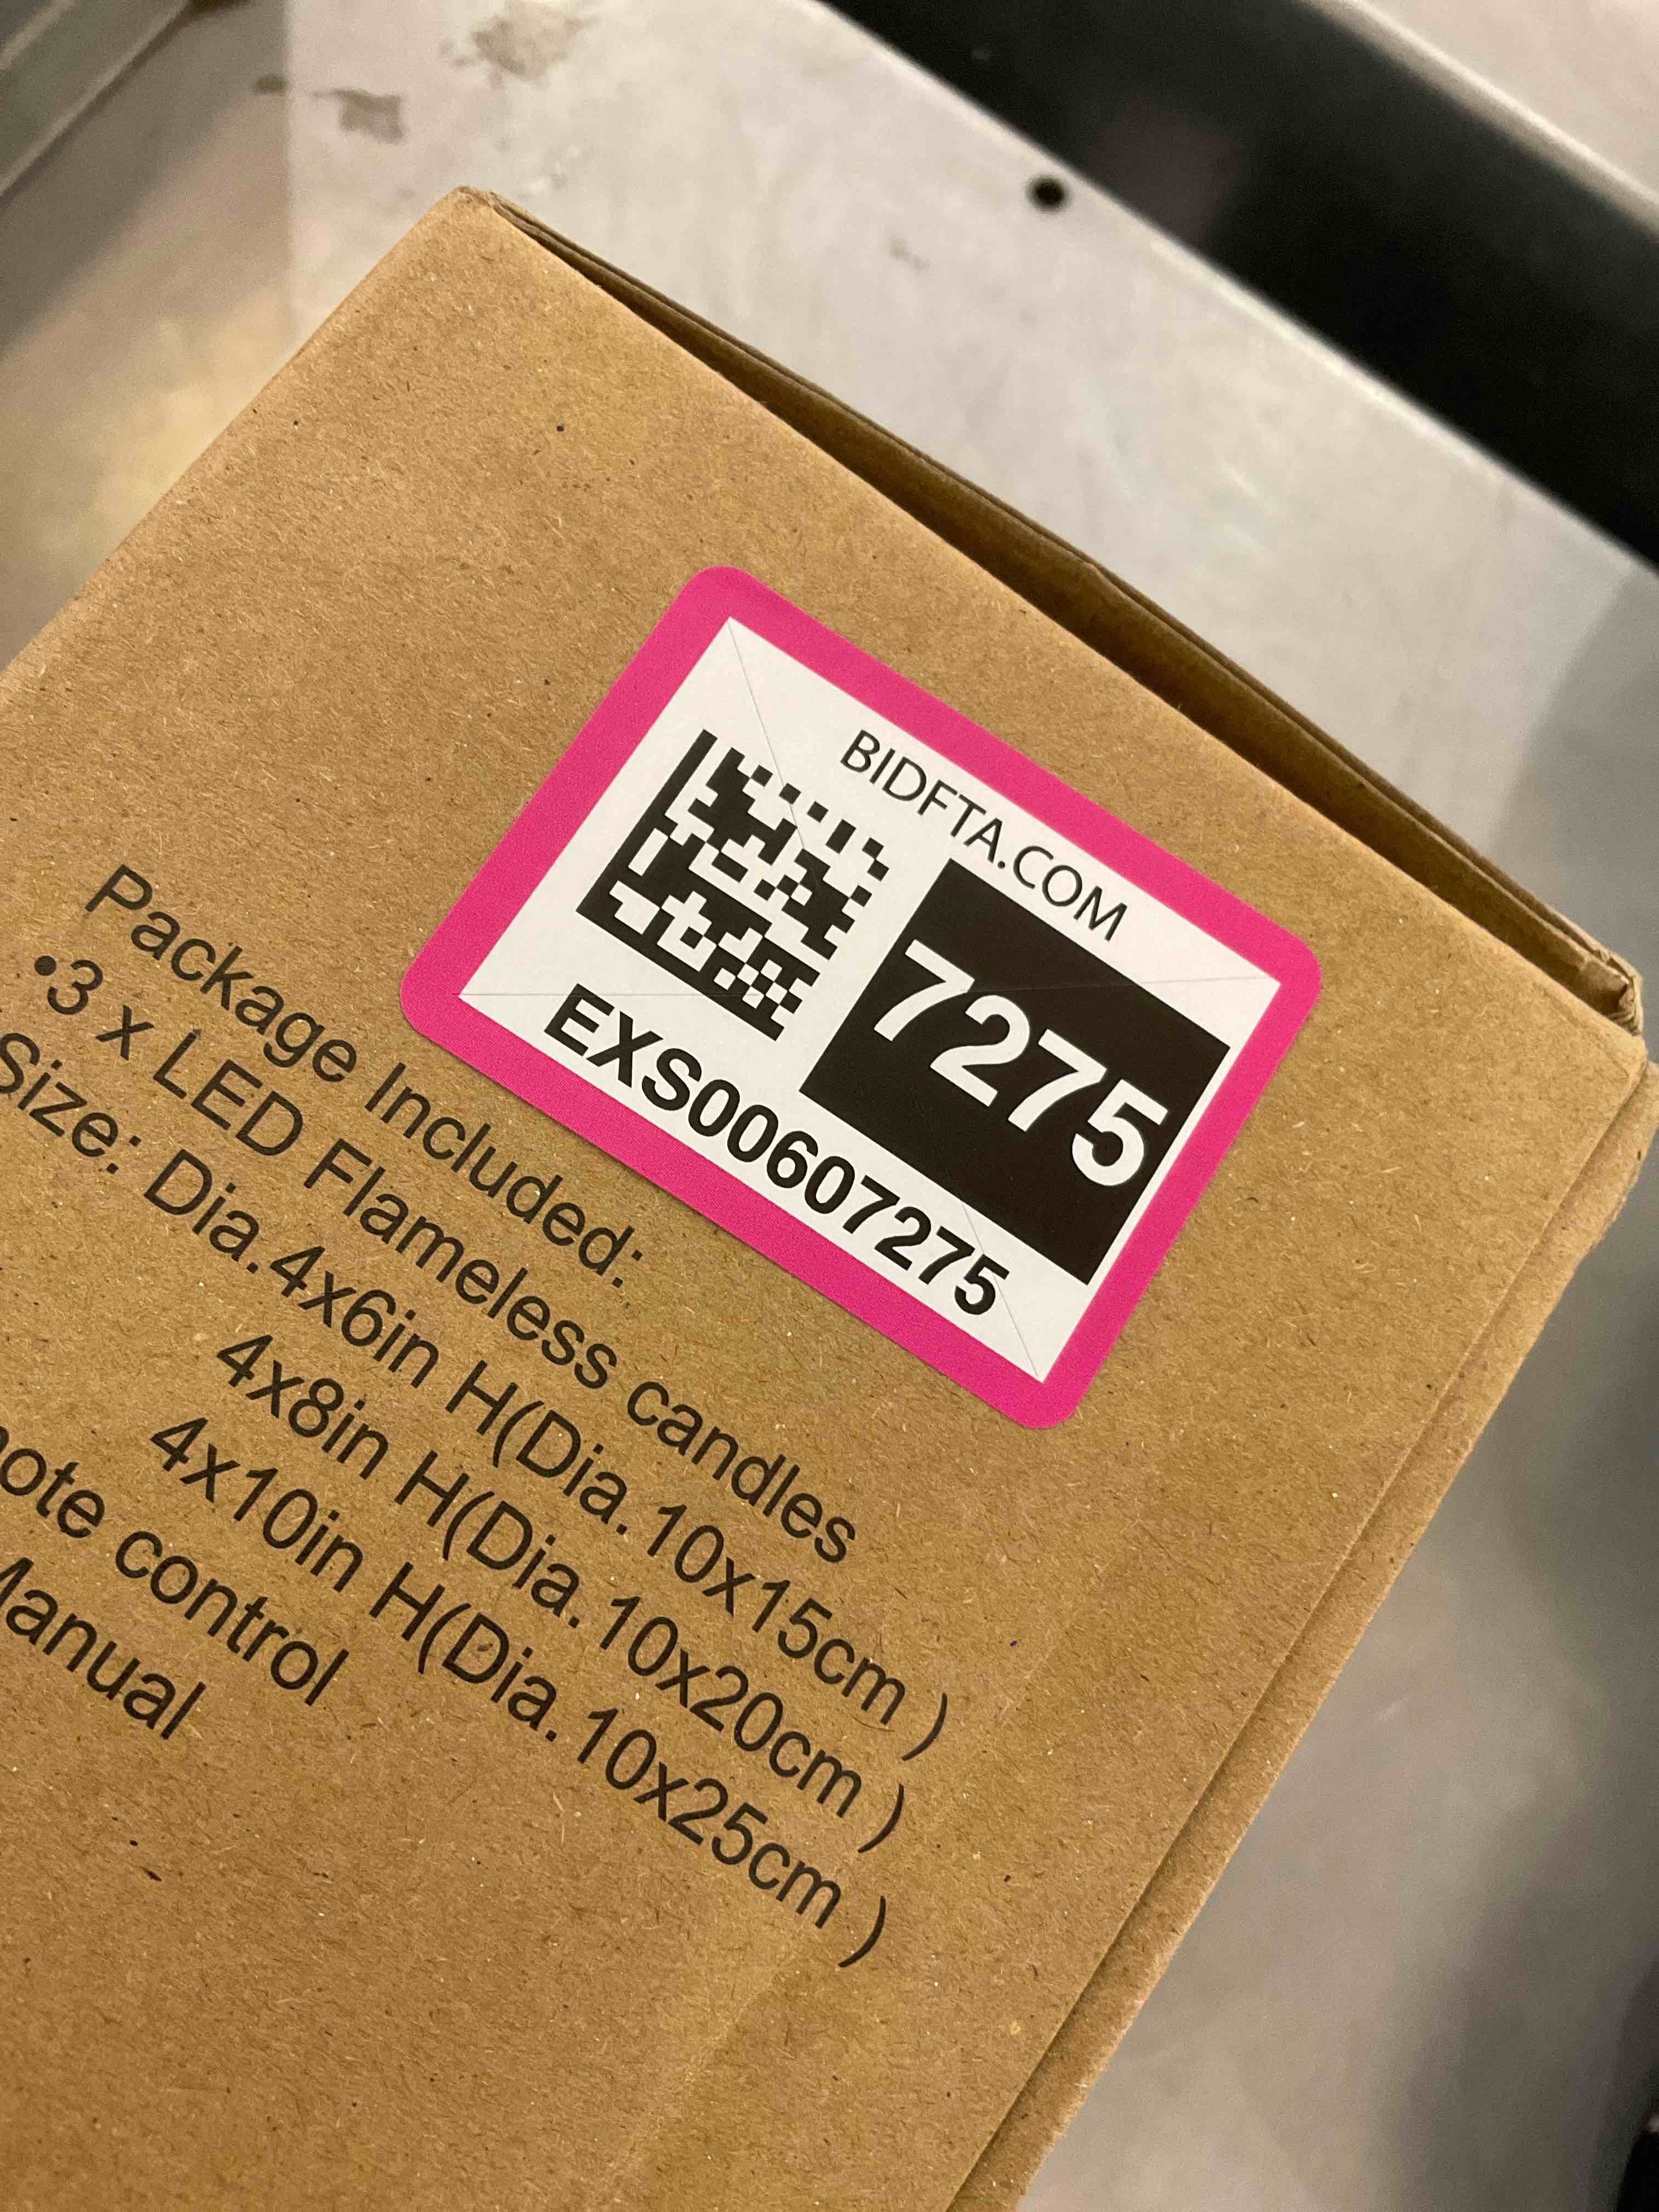 BIDFTA.COM
7275
EXS00607275
Package Included:
•3 x LED Flameless candles
Size: Dia.4x6in H(Dia.10x15cm )
4x8in H(Dia.10x20cm )
4x10in H(Dia.10x25cm )
control
Manual